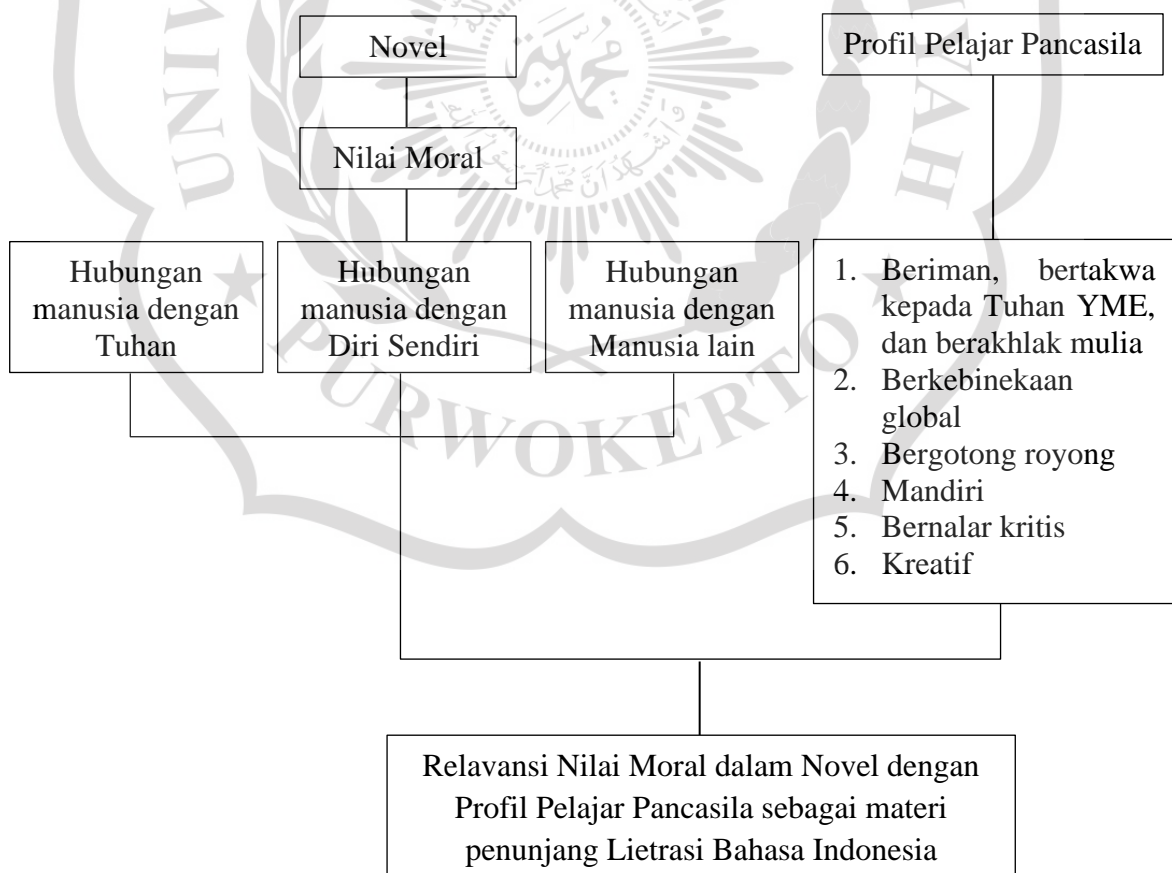 Novel
Profil Pelajar Pancasila
Nilai Moral
Hubungan
manusia dengan
Tuhan
Hubungan
manusia dengan
Diri Sendiri
Hubungan
manusia dengan
Manusia lain
1. Beriman, bertakwa
kepada Tuhan YME,
dan berakhlak mulia
2. Berkebinekaan
global
3. Bergotong royong
4. Mandiri
5. Bernalar kritis
6. Kreatif
PURWOKERTO
Relavansi Nilai Moral dalam Novel dengan
Profil Pelajar Pancasila sebagai materi
penunjang Lietrasi Bahasa Indonesia